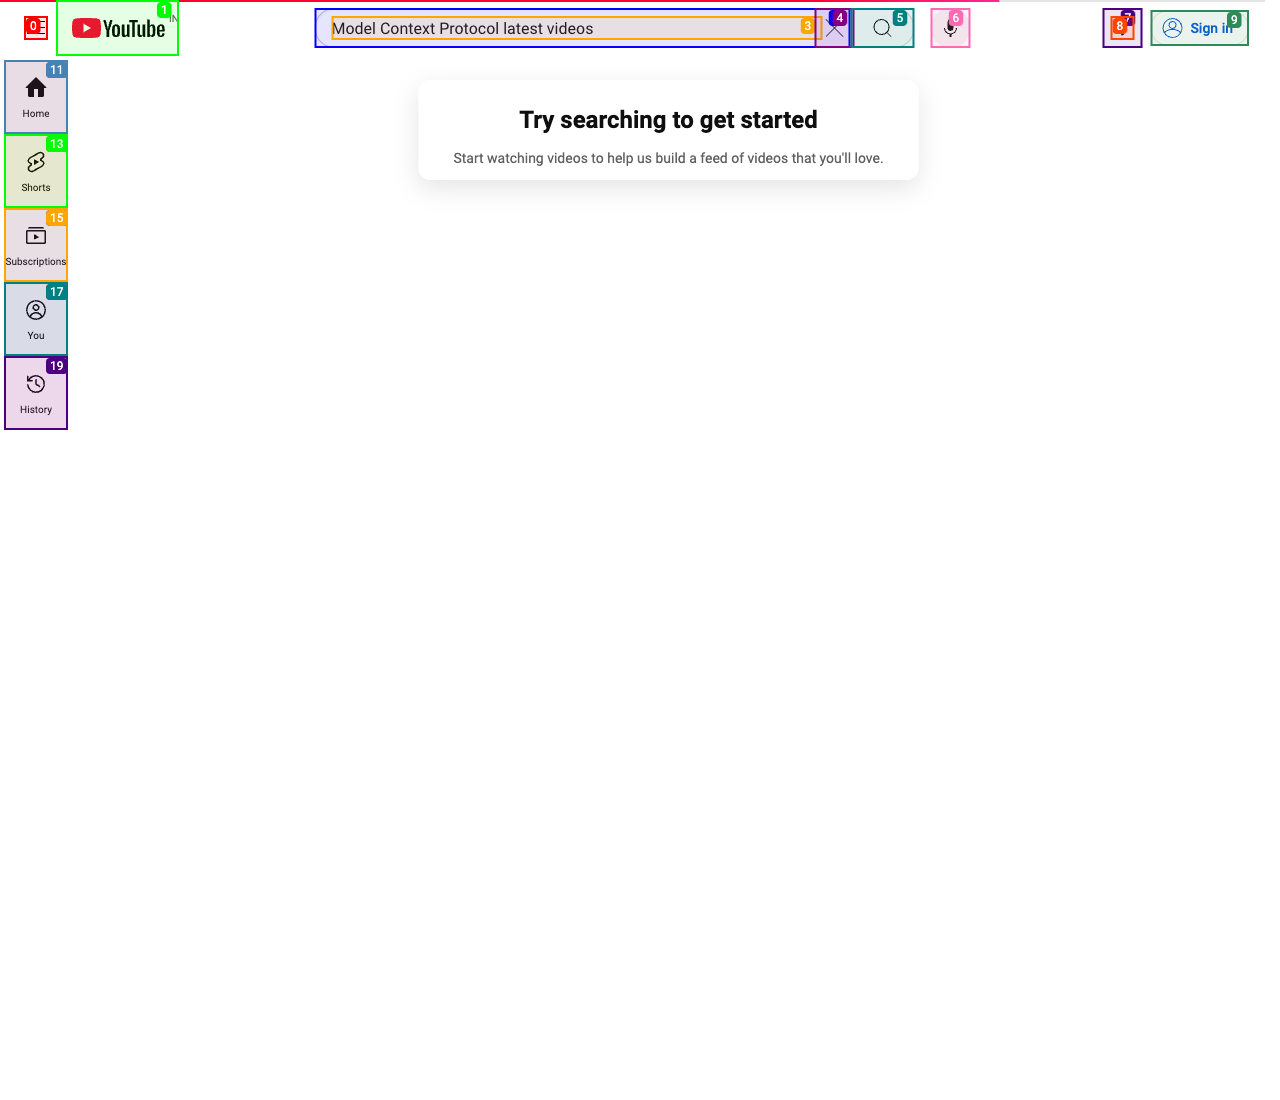 0
1
YouTube
IN
Model Context Protocol latest videos
3
4
5
6
7
8
9
Sign in
11
Home
13
Shorts
15
Subscriptions
17
You
19
History
Try searching to get started
Start watching videos to help us build a feed of videos that you'll love.